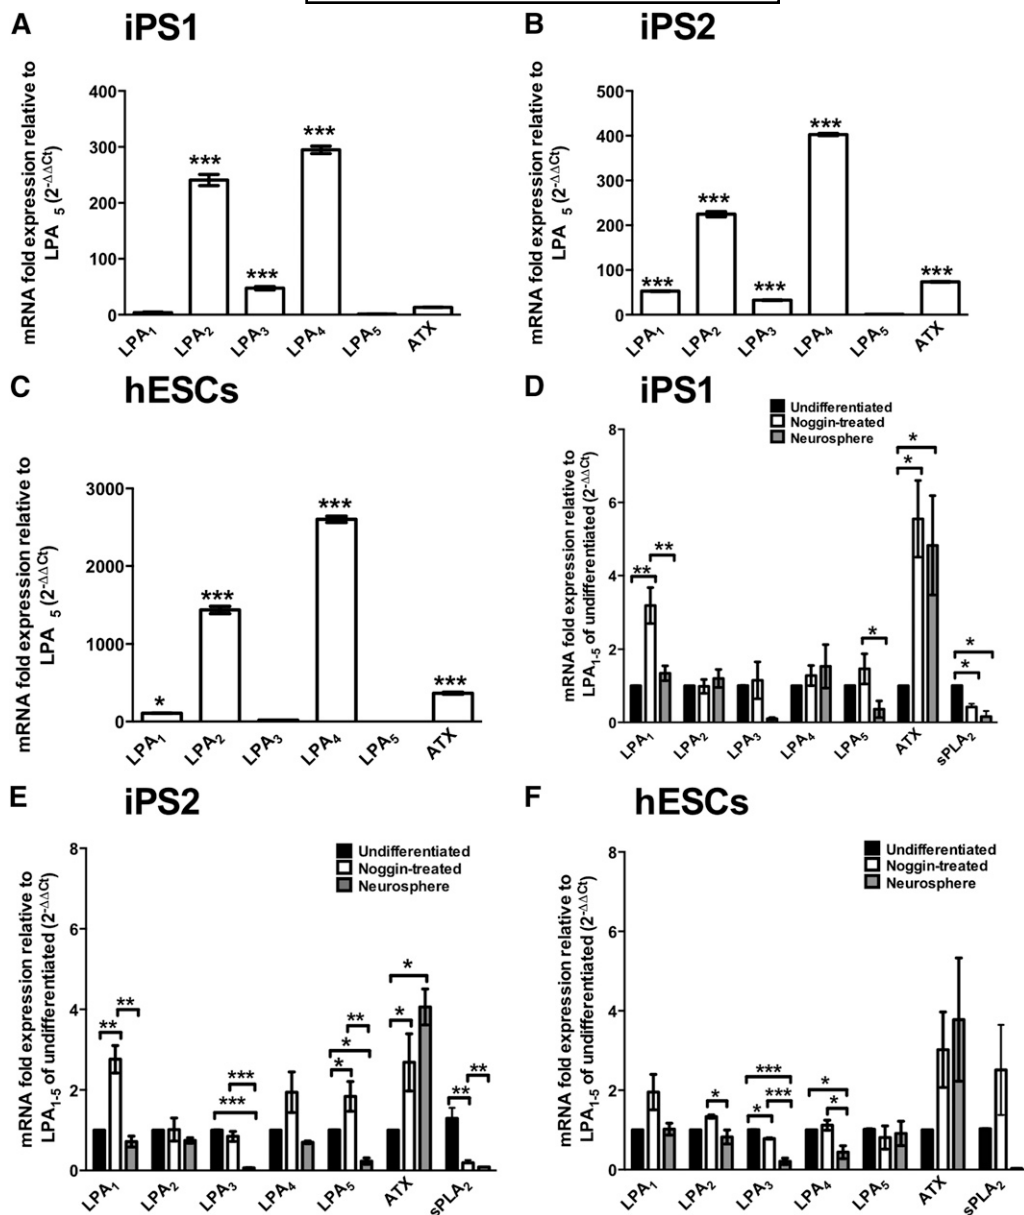 A iPS1
mRNA fold expression relative to
LPA 5 (2-ΔΔCt)
400
300
200
100
0
***
***
***
LPA1
LPA2
LPA3
LPA4
LPA5
ATX
B iPS2
mRNA fold expression relative to
LPA 5 (2-ΔΔCt)
500
400
300
200
100
0
***
***
***
***
***
LPA1
LPA2
LPA3
LPA4
LPA5
ATX
C hESCs
mRNA fold expression relative to
LPA 5 (2-ΔΔCt)
3000
2000
1000
0
*
***
***
***
LPA1
LPA2
LPA3
LPA4
LPA5
ATX
D iPS1
Undifferentiated
Noggin-treated
Neurosphere
mRNA fold expression relative to
LPA1-5 of undifferentiated (2-ΔΔCt)
8
6
4
2
0
**
**
*
*
*
*
*
LPA1
LPA2
LPA3
LPA4
LPA5
ATX
sPLA2
E iPS2
Undifferentiated
Noggin-treated
Neurosphere
mRNA fold expression relative to
LPA1-5 of undifferentiated (2-ΔΔCt)
8
6
4
2
0
**
**
***
***
**
*
*
*
*
**
**
LPA1
LPA2
LPA3
LPA4
LPA5
ATX
sPLA2
F hESCs
Undifferentiated
Noggin-treated
Neurosphere
mRNA fold expression relative to
LPA1-5 of undifferentiated (2-ΔΔCt)
8
6
4
2
0
*
***
***
*
*
*
LPA1
LPA2
LPA3
LPA4
LPA5
ATX
sPLA2